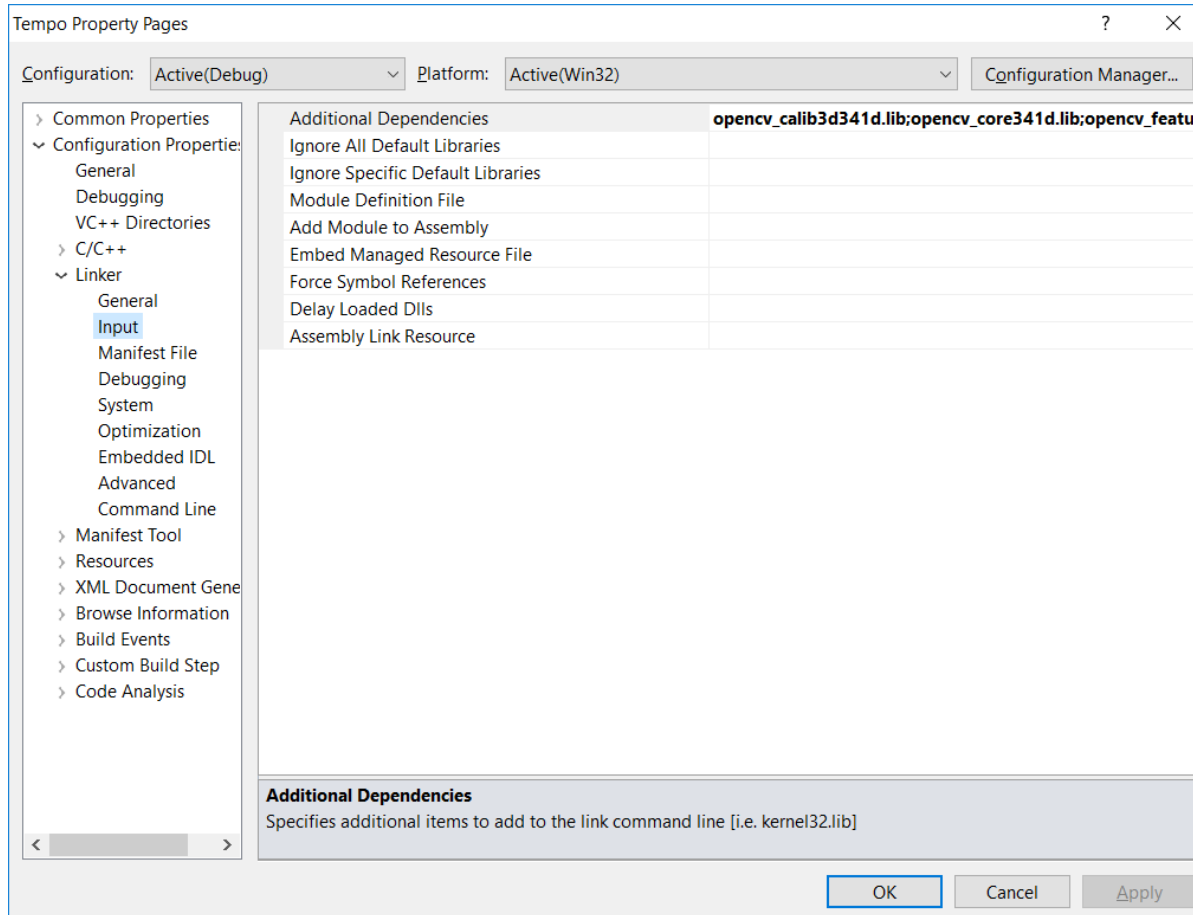 Tempo Property Pages ? ×
Configuration: Active(Debug) Platform: Active(Win32) Configuration Manager...
Common Properties
Configuration Properties
General
Debugging
VC++ Directories
C/C++
Linker
General
Input
Manifest File
Debugging
System
Optimization
Embedded IDL
Advanced
Command Line
Manifest Tool
Resources
XML Document Gene
Browse Information
Build Events
Custom Build Step
Code Analysis
Additional Dependencies opencv_calib3d341d.lib;opencv_core341d.lib;opencv_featu
Ignore All Default Libraries
Ignore Specific Default Libraries
Module Definition File
Add Module to Assembly
Embed Managed Resource File
Force Symbol References
Delay Loaded Dlls
Assembly Link Resource
Additional Dependencies
Specifies additional items to add to the link command line [i.e. kernel32.lib]
OK Cancel Apply